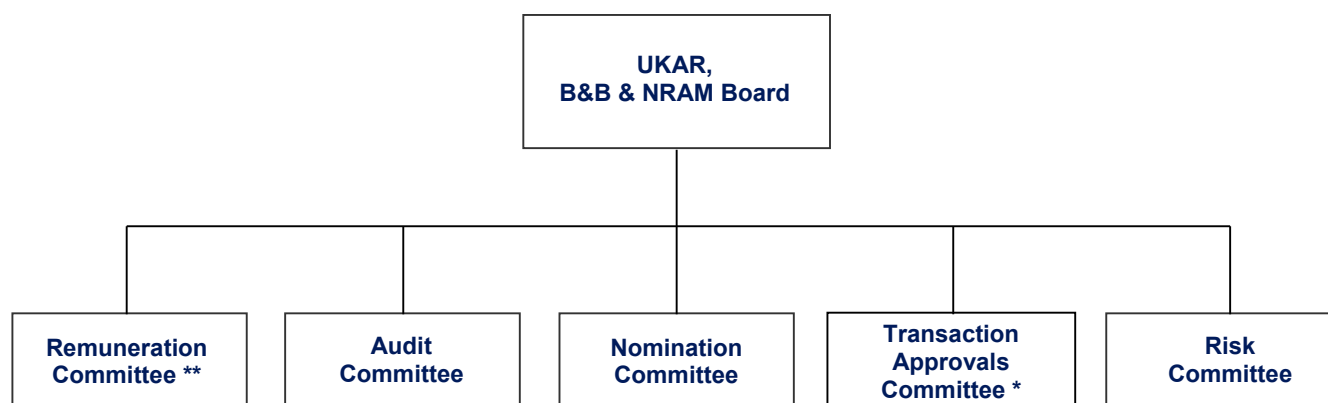 UKAR,
B&B & NRAM Board
Remuneration
Committee **
Audit
Committee
Nomination
Committee
Transaction
Approvals
Committee *
Risk
Committee